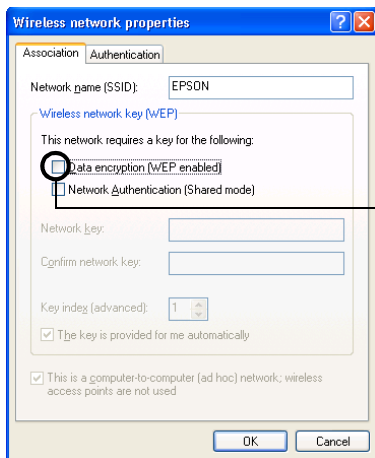 Wireless network properties
Association Authentication
Network name (SSID): EPSON
Wireless network key (WEP)
This network requires a key for the following:
Data encryption (WEP enabled)
Network Authentication (Shared mode)
Network key:
Confirm network key:
Key index (advanced): 1
The key is provided for me automatically
This is a computer-to-computer (ad hoc) network; wireless
access points are not used
OK Cancel